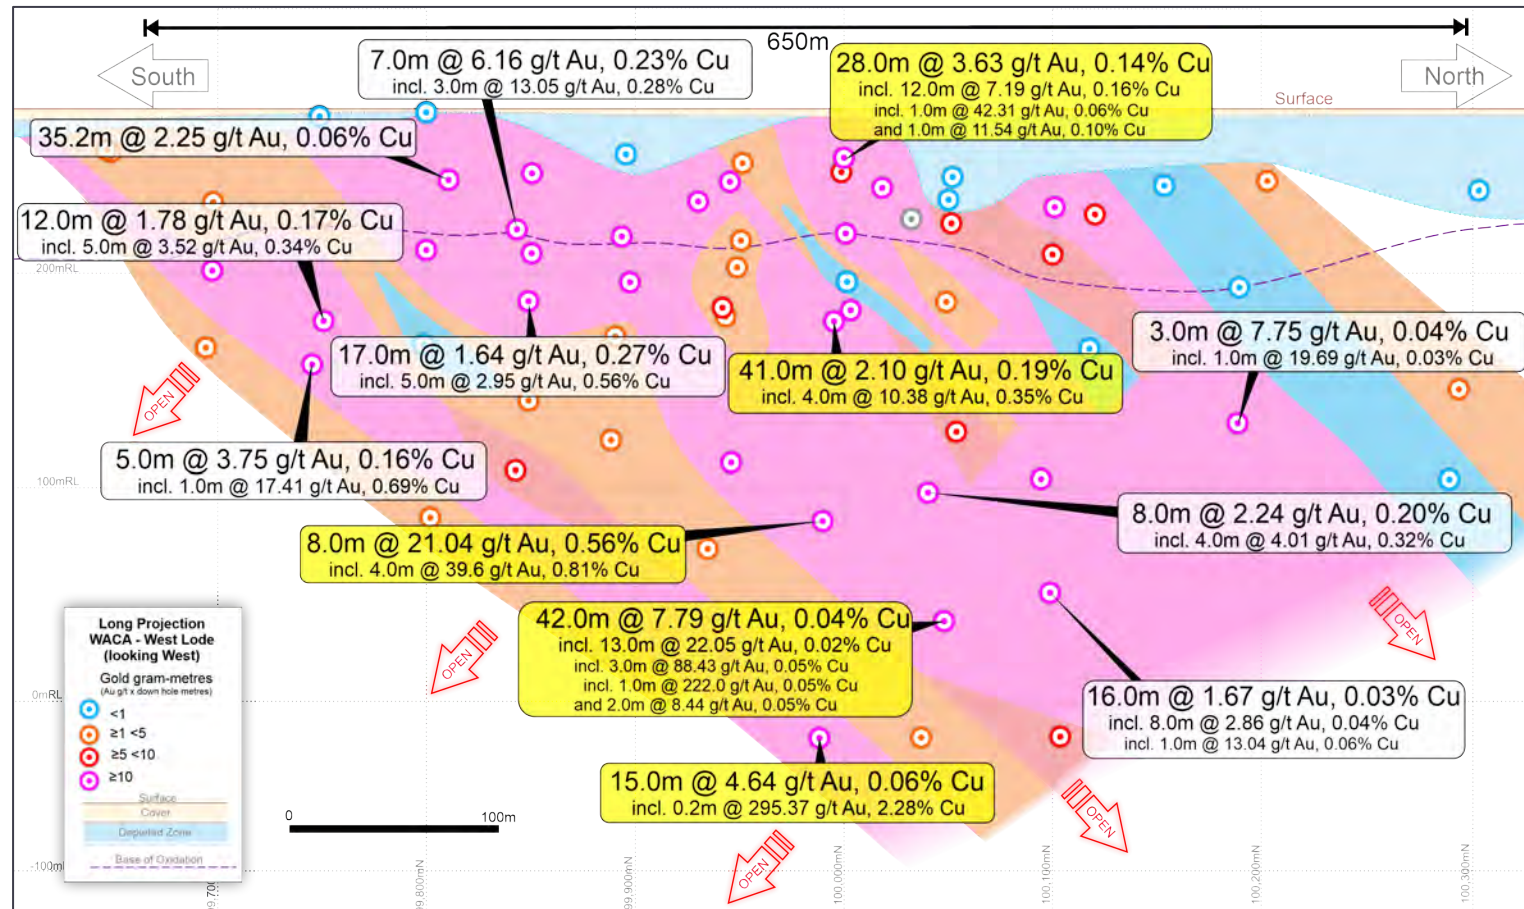 650m
South
North
Surface
7.0m @ 6.16 g/t Au, 0.23% Cu
incl. 3.0m @ 13.05 g/t Au, 0.28% Cu
28.0m @ 3.63 g/t Au, 0.14% Cu
incl. 12.0m @ 7.19 g/t Au, 0.16% Cu
incl. 1.0m @ 42.31 g/t Au, 0.06% Cu
and 1.0m @ 11.54 g/t Au, 0.10% Cu
35.2m @ 2.25 g/t Au, 0.06% Cu
12.0m @ 1.78 g/t Au, 0.17% Cu
incl. 5.0m @ 3.52 g/t Au, 0.34% Cu
200mRL
17.0m @ 1.64 g/t Au, 0.27% Cu
incl. 5.0m @ 2.95 g/t Au, 0.56% Cu
41.0m @ 2.10 g/t Au, 0.19% Cu
incl. 4.0m @ 10.38 g/t Au, 0.35% Cu
3.0m @ 7.75 g/t Au, 0.04% Cu
incl. 1.0m @ 19.69 g/t Au, 0.03% Cu
OPEN
5.0m @ 3.75 g/t Au, 0.16% Cu
incl. 1.0m @ 17.41 g/t Au, 0.69% Cu
100mRL
8.0m @ 2.24 g/t Au, 0.20% Cu
incl. 4.0m @ 4.01 g/t Au, 0.32% Cu
8.0m @ 21.04 g/t Au, 0.56% Cu
incl. 4.0m @ 39.6 g/t Au, 0.81% Cu
42.0m @ 7.79 g/t Au, 0.04% Cu
incl. 13.0m @ 22.05 g/t Au, 0.02% Cu
incl. 3.0m @ 88.43 g/t Au, 0.05% Cu
incl. 1.0m @ 222.0 g/t Au, 0.05% Cu
and 2.0m @ 8.44 g/t Au, 0.05% Cu
OPEN
OPEN
0mRL
16.0m @ 1.67 g/t Au, 0.03% Cu
incl. 8.0m @ 2.86 g/t Au, 0.04% Cu
incl. 1.0m @ 13.04 g/t Au, 0.06% Cu
15.0m @ 4.64 g/t Au, 0.06% Cu
incl. 0.2m @ 295.37 g/t Au, 2.28% Cu
OPEN
OPEN
Long Projection
WACA - West Lode
(looking West)
Gold gram-metres
(Au g/t x down hole metres)
<1
≥1 <5
≥5 <10
≥10
Surface
Cover
Depleted Zone
Base of Oxidation
0
100m
-100m
99,800mN
99,900mN
100,000mN
100,100mN
100,200mN
100,300mN